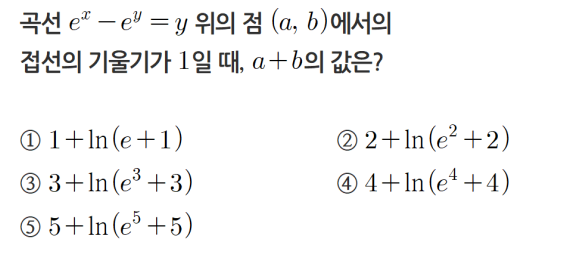 곡선 e^x − e^y = y 위의 점 (a, b)에서의
접선의 기울기가 1일 때, a+b의 값은?
① 1+ln(e+1) ② 2+ln(e^2+2)
③ 3+ln(e^3+3) ④ 4+ln(e^4+4)
⑤ 5+ln(e^5+5)